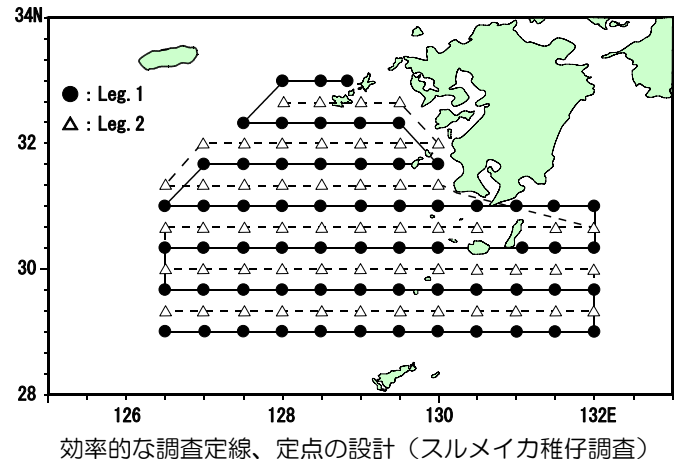 34N
● : Leg. 1
△ : Leg. 2
32
30
28
126 128 130 132E
効率的な調査定線、定点の設計（スルメイカ稚仔調査）